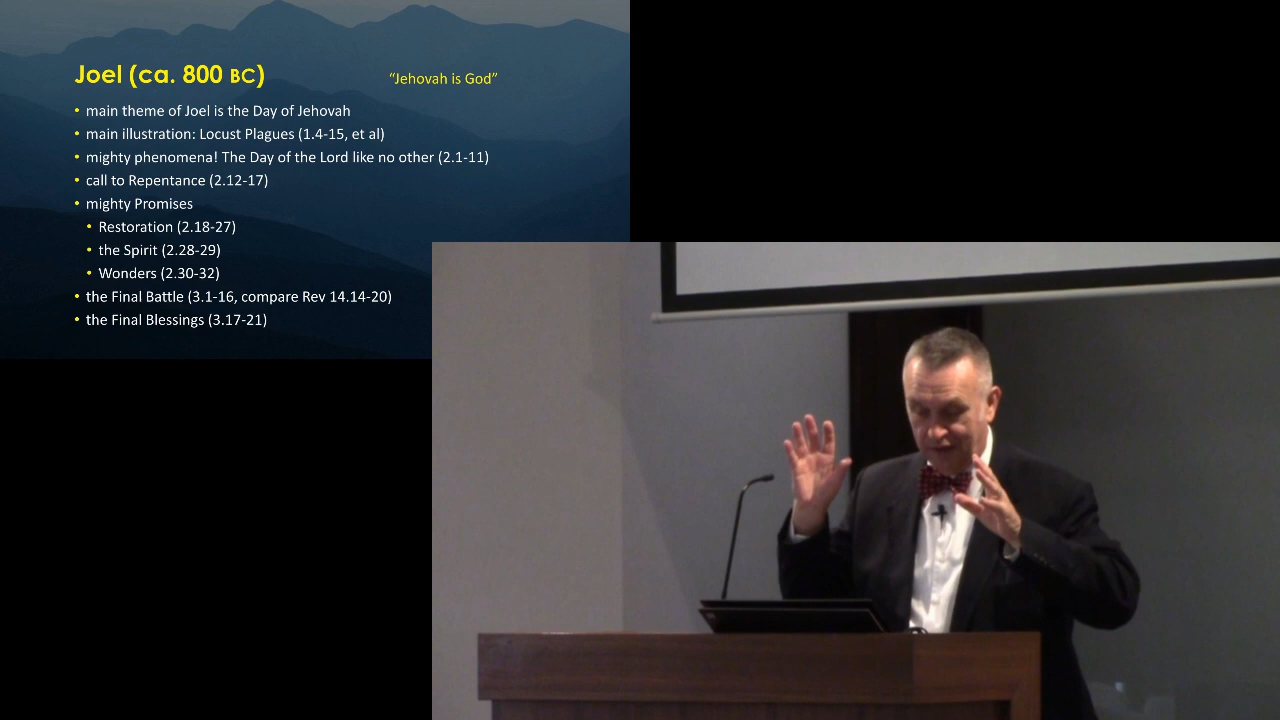 Joel (ca. 800 BC) “Jehovah is God”
• main theme of Joel is the Day of Jehovah
• main illustration: Locust Plagues (1.4-15, et al)
• mighty phenomena! The Day of the Lord like no other (2.1-11)
• call to Repentance (2.12-17)
• mighty Promises
• Restoration (2.18-27)
• the Spirit (2.28-29)
• Wonders (2.30-32)
• the Final Battle (3.1-16, compare Rev 14.14-20)
• the Final Blessings (3.17-21)